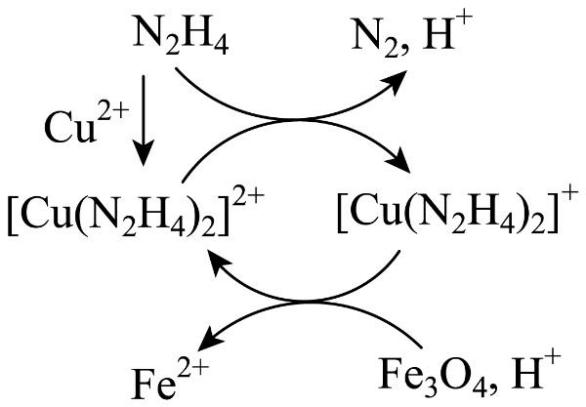 N₂H₄ N₂, H⁺
Cu²⁺
[Cu(N₂H₄)₂]²⁺ [Cu(N₂H₄)₂]⁺
Fe²⁺ Fe₃O₄, H⁺